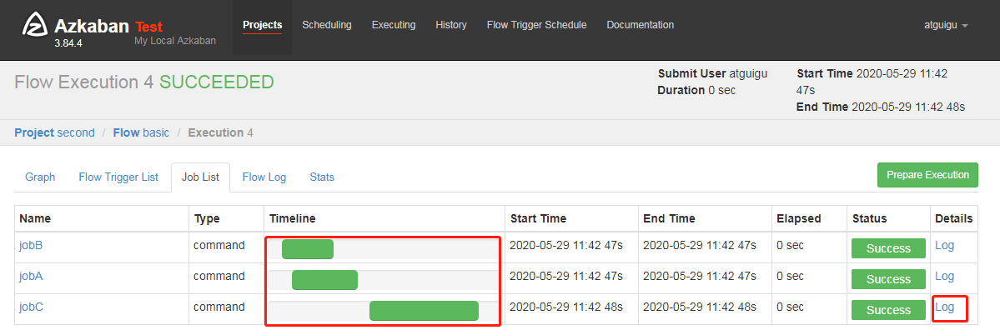 Azkaban Test
3.84.4 My Local Azkaban
Projects Scheduling Executing History Flow Trigger Schedule Documentation atguigu
Flow Execution 4 SUCCEEDED
Submit User atguigu
Duration 0 sec
Start Time 2020-05-29 11:42
47s
End Time 2020-05-29 11:42 48s
Project second / Flow basic / Execution 4
Graph Flow Trigger List Job List Flow Log Stats Prepare Execution
Name Type Timeline Start Time End Time Elapsed Status Details
jobB command 2020-05-29 11:42 47s 2020-05-29 11:42 47s 0 sec Success Log
jobA command 2020-05-29 11:42 47s 2020-05-29 11:42 47s 0 sec Success Log
jobC command 2020-05-29 11:42 48s 2020-05-29 11:42 48s 0 sec Success Log